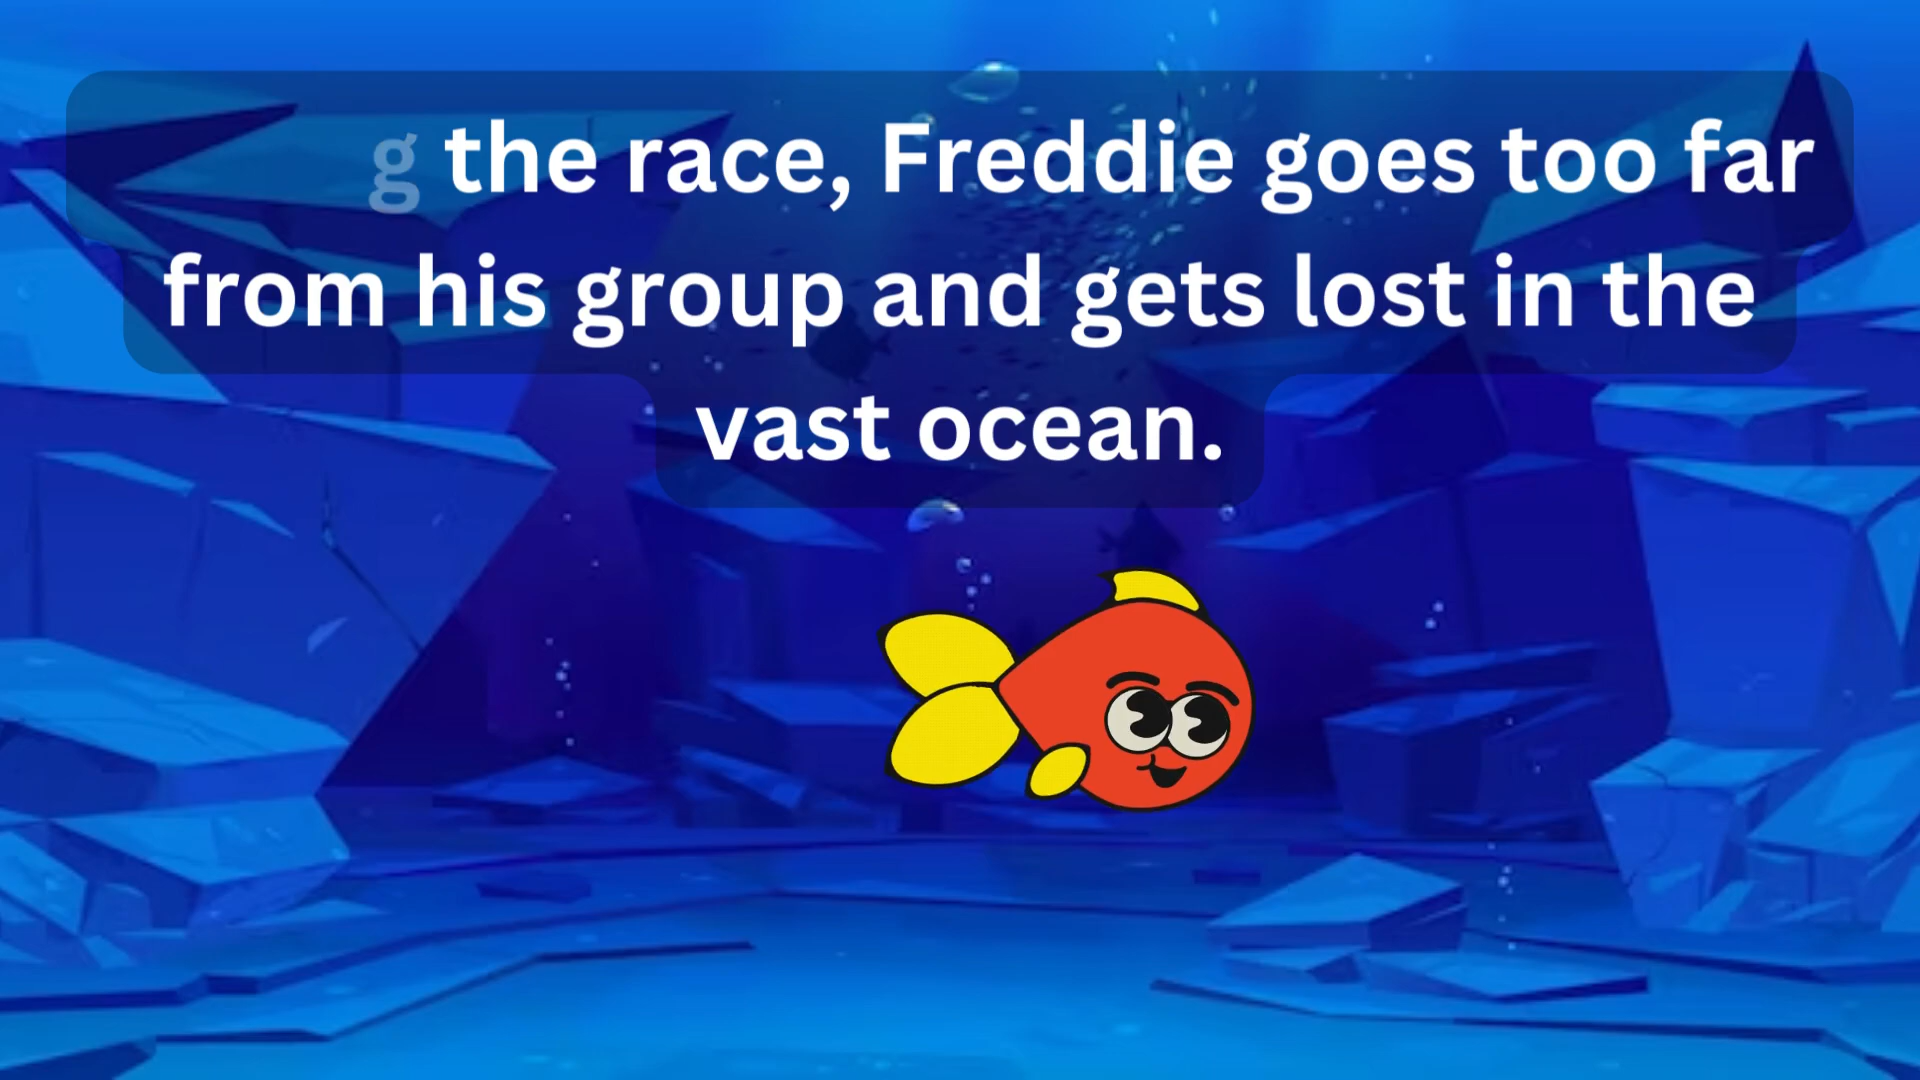 g the race, Freddie goes too far
from his group and gets lost in the
vast ocean.